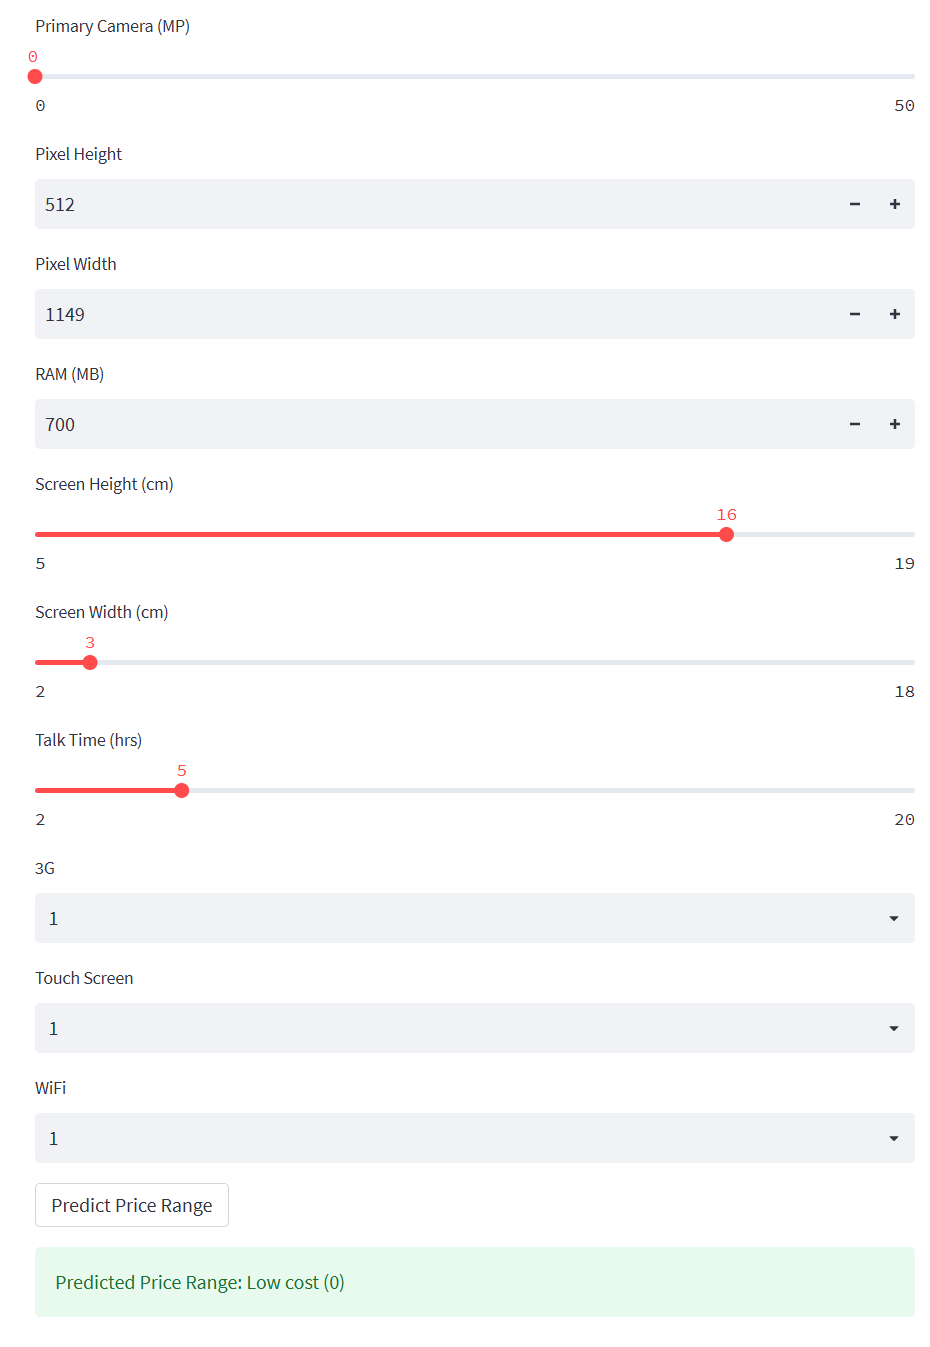 Primary Camera (MP)
0
0 50
Pixel Height
512
Pixel Width
1149
RAM (MB)
700
Screen Height (cm)
16
5 19
Screen Width (cm)
3
2 18
Talk Time (hrs)
5
2 20
3G
1
Touch Screen
1
WiFi
1
Predict Price Range
Predicted Price Range: Low cost (0)